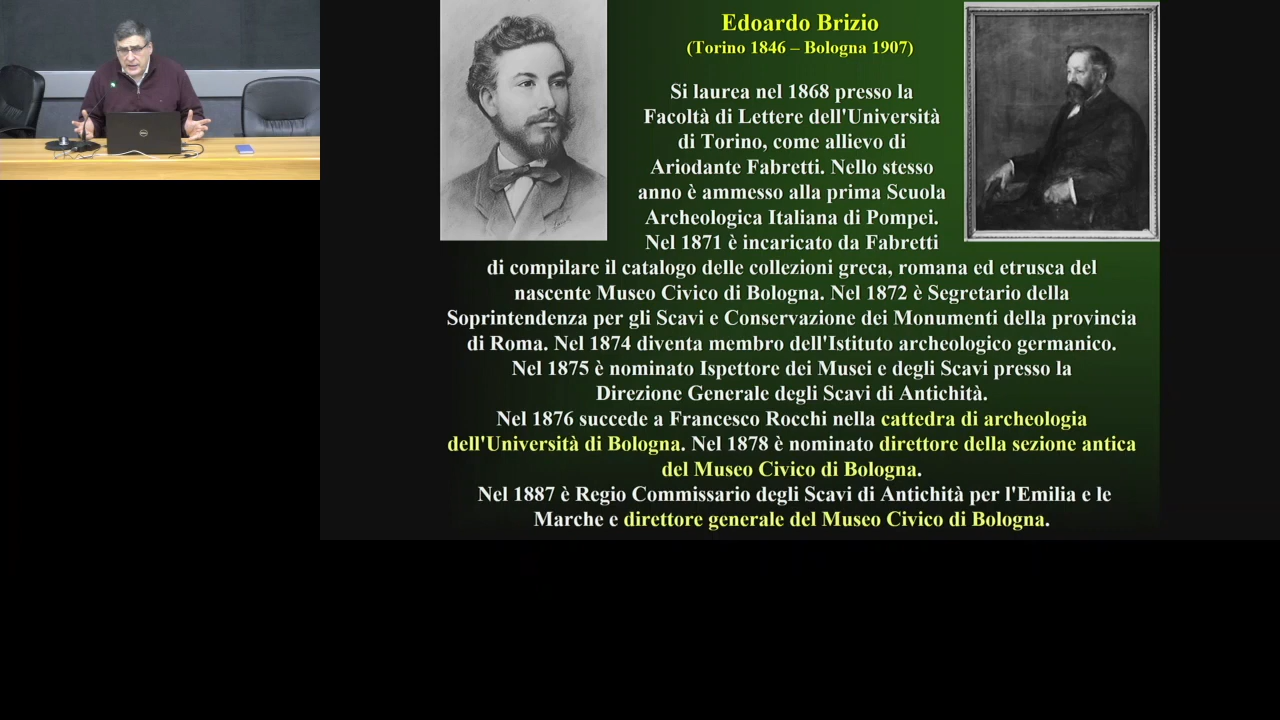 Edoardo Brizio
(Torino 1846 – Bologna 1907)
Si laurea nel 1868 presso la
Facoltà di Lettere dell'Università
di Torino, come allievo di
Ariodante Fabretti. Nello stesso
anno è ammesso alla prima Scuola
Archeologica Italiana di Pompei.
Nel 1871 è incaricato da Fabretti
di compilare il catalogo delle collezioni greca, romana ed etrusca del
nascente Museo Civico di Bologna. Nel 1872 è Segretario della
Soprintendenza per gli Scavi e Conservazione dei Monumenti della provincia
di Roma. Nel 1874 diventa membro dell'Istituto archeologico germanico.
Nel 1875 è nominato Ispettore dei Musei e degli Scavi presso la
Direzione Generale degli Scavi di Antichità.
Nel 1876 succede a Francesco Rocchi nella cattedra di archeologia
dell'Università di Bologna. Nel 1878 è nominato direttore della sezione antica
del Museo Civico di Bologna.
Nel 1887 è Regio Commissario degli Scavi di Antichità per l'Emilia e le
Marche e direttore generale del Museo Civico di Bologna.